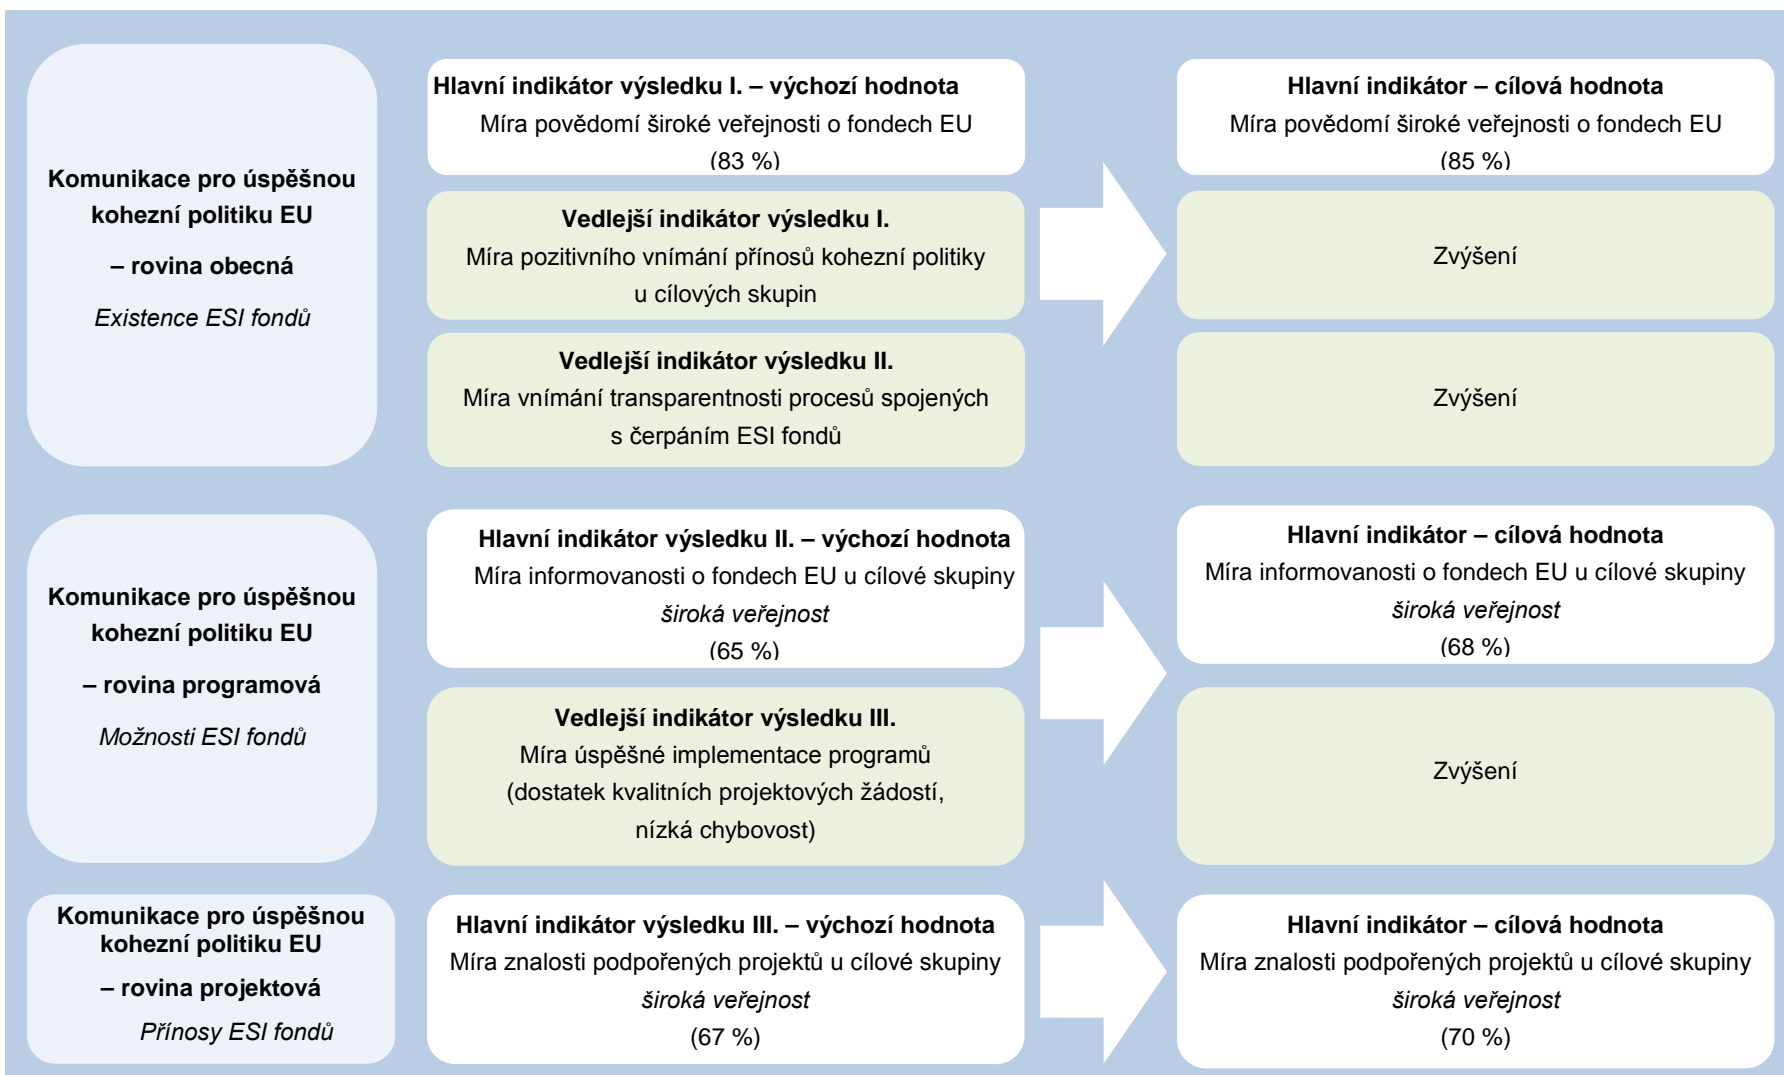 Komunikace pro úspěšnou
kohezní politiku EU
– rovina obecná
Existence ESI fondů
Hlavní indikátor výsledku I. – výchozí hodnota
Míra povědomí široké veřejnosti o fondech EU
(83 %)
Hlavní indikátor – cílová hodnota
Míra povědomí široké veřejnosti o fondech EU
(85 %)
Vedlejší indikátor výsledku I.
Míra pozitivního vnímání přínosů kohezní politiky
u cílových skupin
Zvýšení
Vedlejší indikátor výsledku II.
Míra vnímání transparentnosti procesů spojených
s čerpáním ESI fondů
Zvýšení
Komunikace pro úspěšnou
kohezní politiku EU
– rovina programová
Možnosti ESI fondů
Hlavní indikátor výsledku II. – výchozí hodnota
Míra informovanosti o fondech EU u cílové skupiny
široká veřejnost
(65 %)
Hlavní indikátor – cílová hodnota
Míra informovanosti o fondech EU u cílové skupiny
široká veřejnost
(68 %)
Vedlejší indikátor výsledku III.
Míra úspěšné implementace programů
(dostatek kvalitních projektových žádostí,
nízká chybovost)
Zvýšení
Komunikace pro úspěšnou
kohezní politiku EU
– rovina projektová
Přínosy ESI fondů
Hlavní indikátor výsledku III. – výchozí hodnota
Míra znalosti podpořených projektů u cílové skupiny
široká veřejnost
(67 %)
Hlavní indikátor – cílová hodnota
Míra znalosti podpořených projektů u cílové skupiny
široká veřejnost
(70 %)